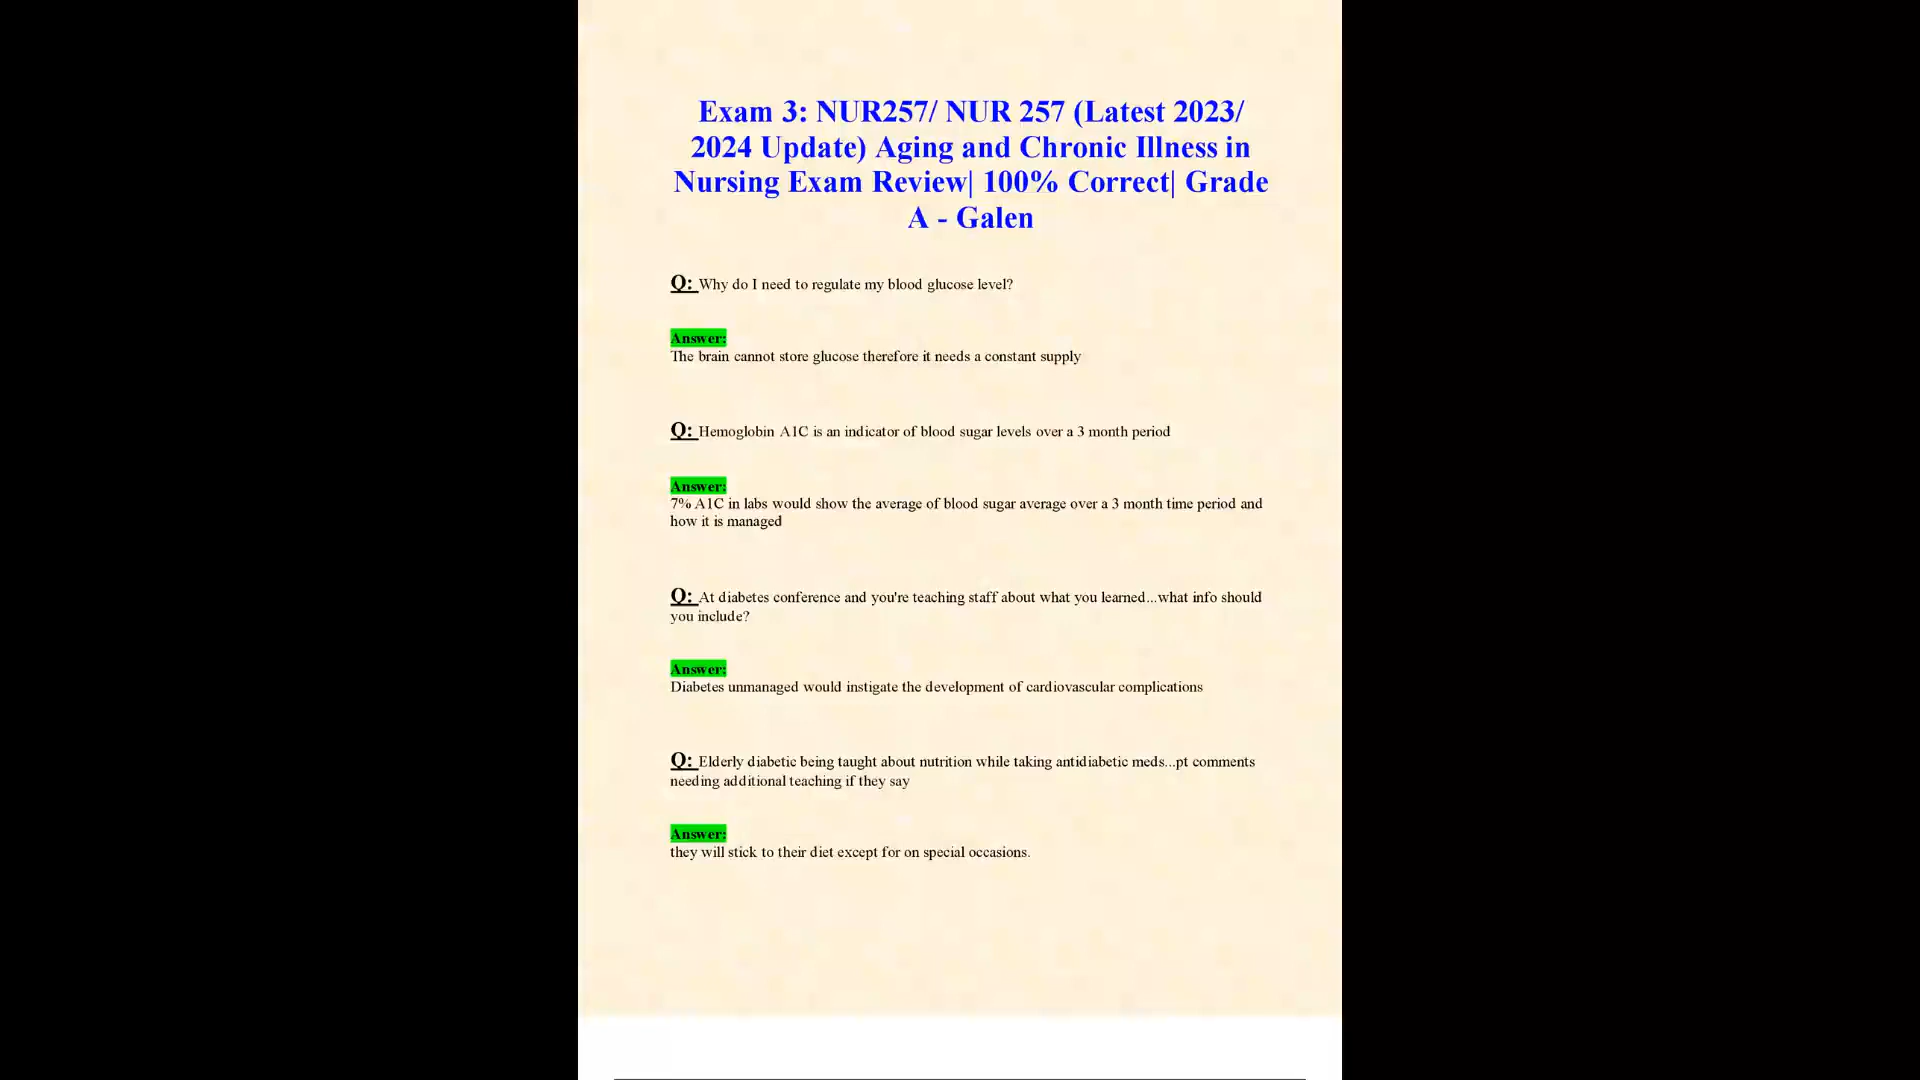 Exam 3: NUR257/ NUR 257 (Latest 2023/
2024 Update) Aging and Chronic Illness in
Nursing Exam Review| 100% Correct| Grade
A - Galen
Q: Why do I need to regulate my blood glucose level?
Answer:
The brain cannot store glucose therefore it needs a constant supply
Q: Hemoglobin A1C is an indicator of blood sugar levels over a 3 month period
Answer:
7% A1C in labs would show the average of blood sugar average over a 3 month time period and
how it is managed
Q: At diabetes conference and you're teaching staff about what you learned...what info should
you include?
Answer:
Diabetes unmanaged would instigate the development of cardiovascular complications
Q: Elderly diabetic being taught about nutrition while taking antidiabetic meds...pt comments
needing additional teaching if they say
Answer:
they will stick to their diet except for on special occasions.